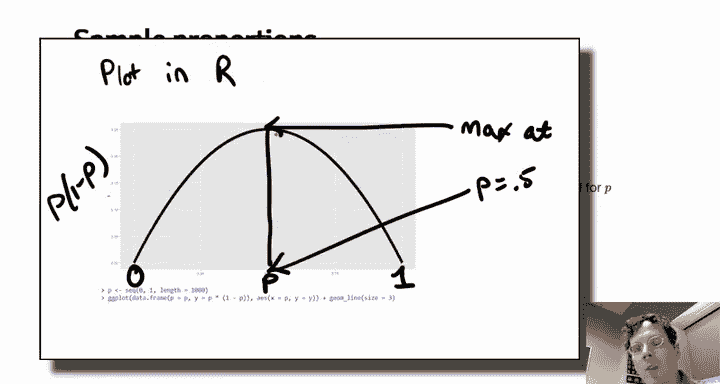 Sample proportions
Plot in R
max at
p(1-p)
p=.5
f for p
0
p
1
> p <- seq(0, 1, length = 1000)
> ggplot(data.frame(p = p, y = p * (1 - p)), aes(x = p, y = y)) + geom_line(size = 3)